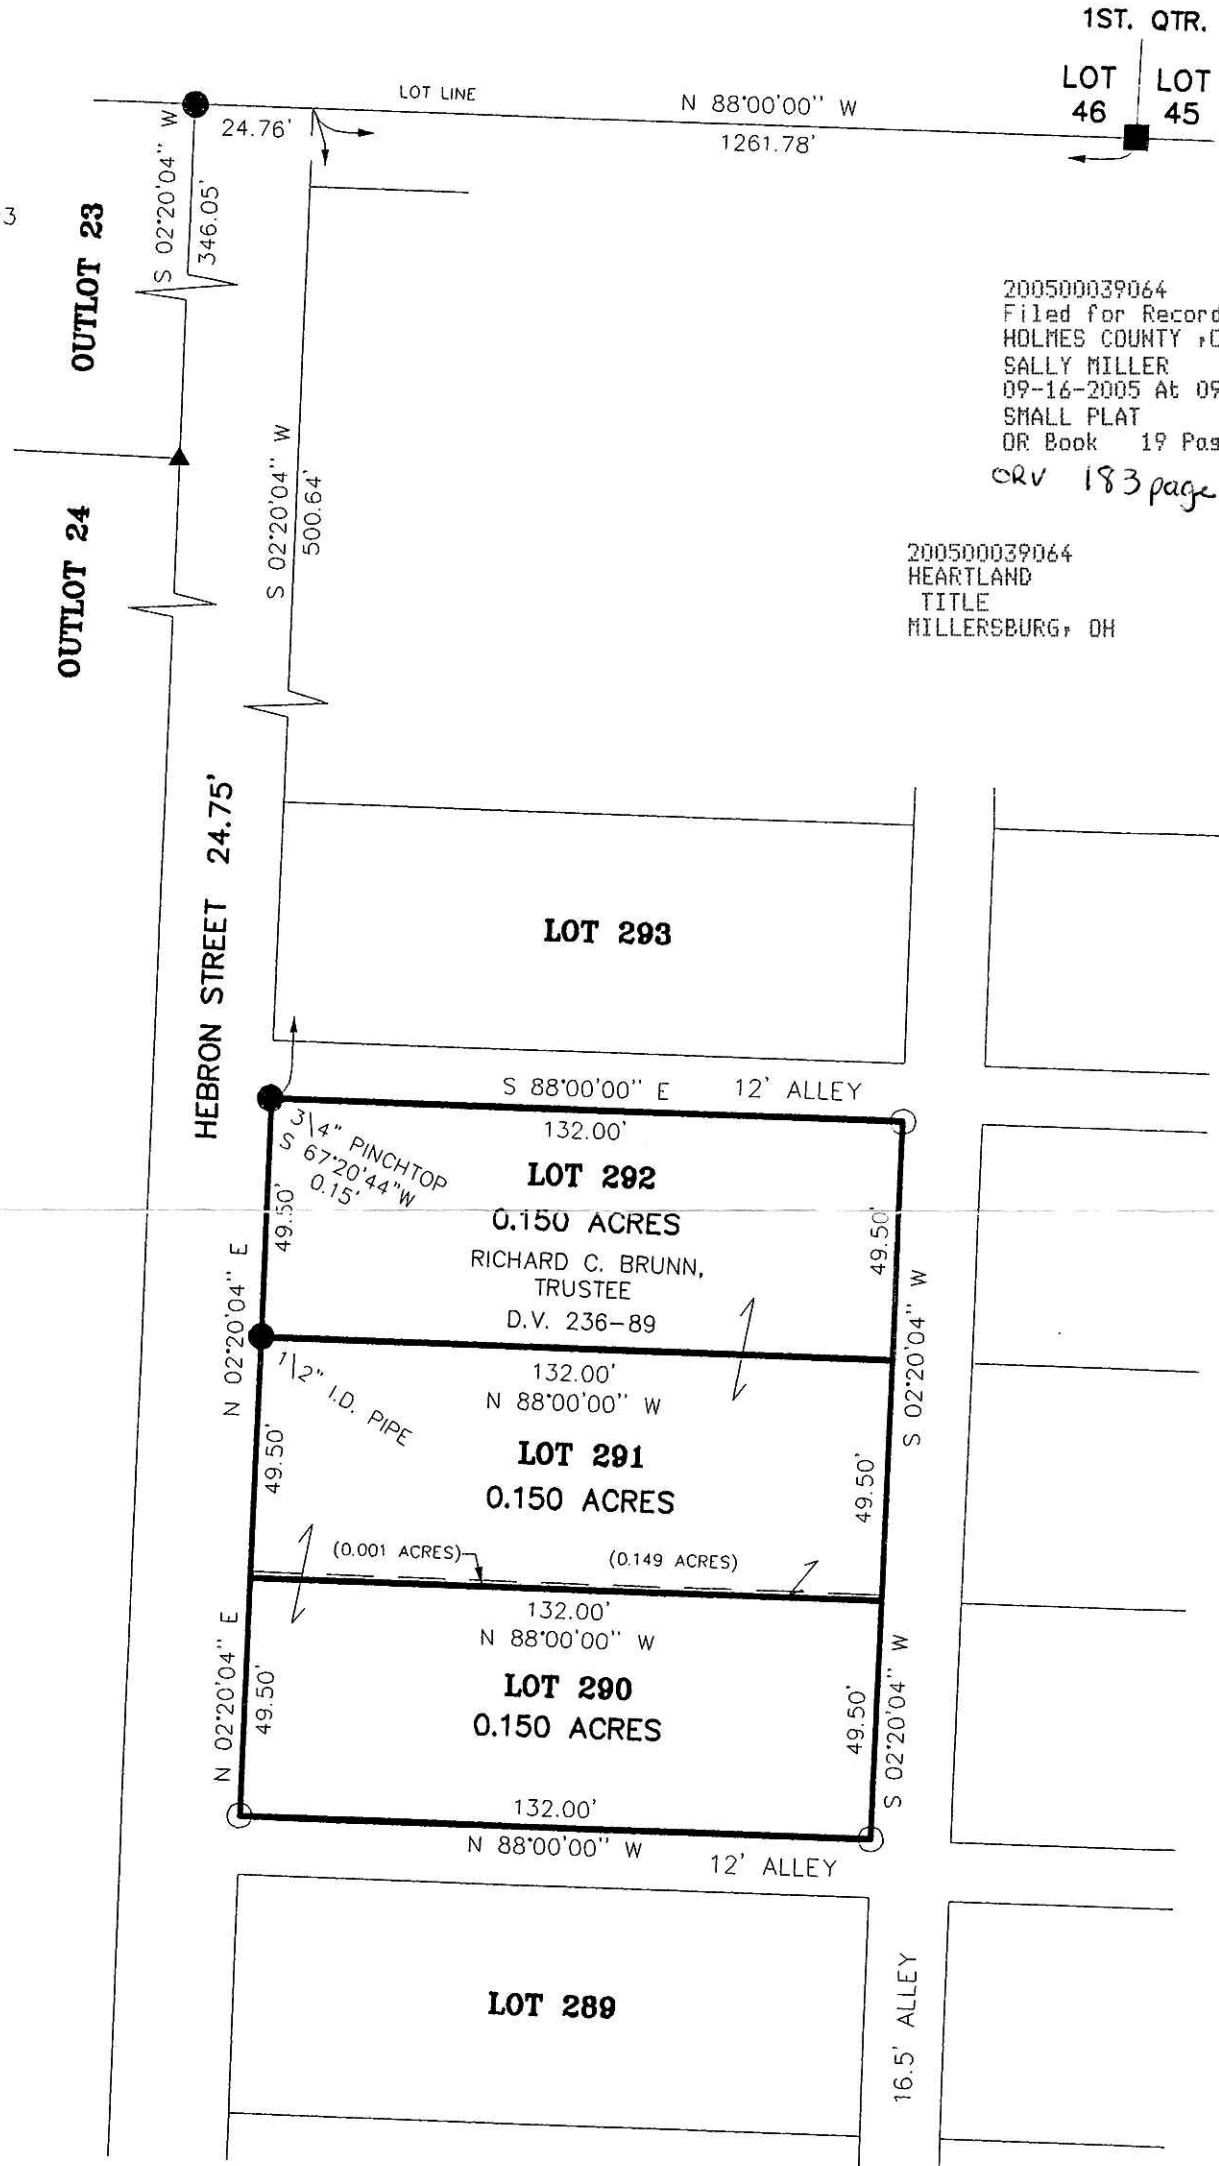 1ST. QTR.
LOT 46
LOT 45
LOT LINE
N 88°00'00" W
24.76'
1261.78'
S 02°20'04" W
346.05'
3
OUTLOT 23
200500039064
Filed for Record
HOLMES COUNTY ,
SALLY MILLER
09-16-2005 At 09
SMALL PLAT
OR Book 19
ORV 183 page
S 02°20'04" W
500.64'
OUTLOT 24
200500039064
HEARTLAND
TITLE
MILLERSBURG, OH
HEBRON STREET 24.75'
LOT 293
S 88°00'00" E
12' ALLEY
132.00'
3\4" PINCHTOP
S 67°20'44"W
0.15'
LOT 292
0.150 ACRES
49.50'
49.50'
RICHARD C. BRUNN,
TRUSTEE
D.V. 236-89
N 02°20'04" E
S 02°20'04" W
132.00'
N 88°00'00" W
1\2" I.D. PIPE
LOT 291
0.150 ACRES
49.50'
49.50'
(0.001 ACRES)
(0.149 ACRES)
132.00'
N 88°00'00" W
N 02°20'04" E
S 02°20'04" W
LOT 290
0.150 ACRES
49.50'
49.50'
132.00'
N 88°00'00" W
12' ALLEY
LOT 289
16.5' ALLEY